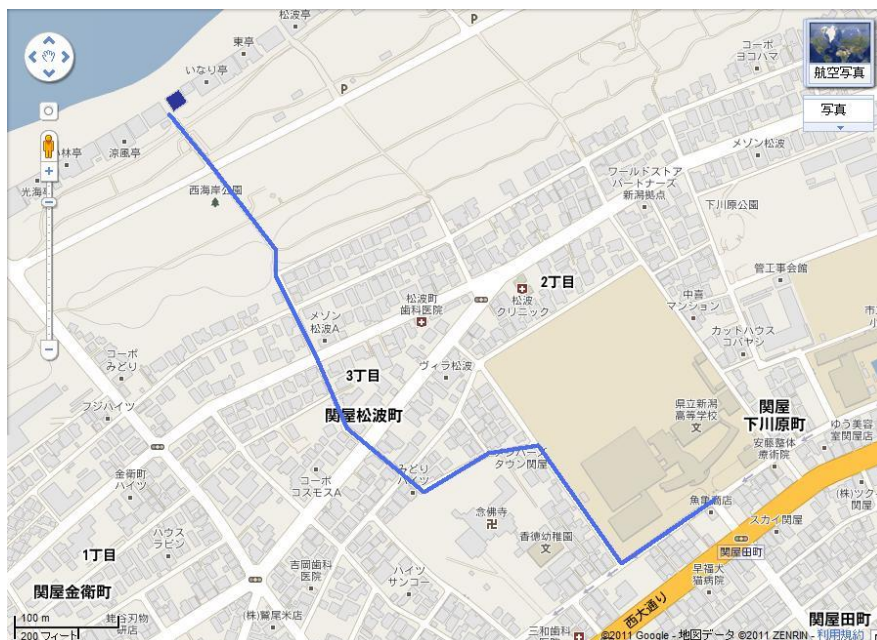 松波亭
東亭
P
いなり亭
コーポ
ヨコハマ
航空写真
写真
P
小林亭
涼風亭
光海亭
西海岸公園
メゾン松波
ワールドストア
パートナーズ
新潟拠点
下川原公園
管工事会館
2丁目
松波
クリニック
松波町
歯科医院
中喜
マンション
メゾン
松波A
カットハウス
コバヤシ
コーポ
みどり
3丁目
ヴィラ松波
フジハイツ
関屋松波町
県立新潟
高等学校
文
関屋
下川原町
ゆう美容
室関屋店
安藤整体
療術院
金衛町
ハイツ
コーポ
コスモスA
みどり
ハイツ
タウン関屋
魚亀商店
(株)ツク
関屋
スカイ関屋
念佛寺
卍
香徳幼稚園
文
ハウス
ラピン
1丁目
関屋金衛町
吉岡歯科
医院
ハイツ
サンコー
関屋田町
早福犬
猫病院
西大通り
関屋田町
(株)鷲尾米店
三和歯科
100 m
200 フィート
©2011 Google - 地図データ ©2011 ZENRIN - 利用規約